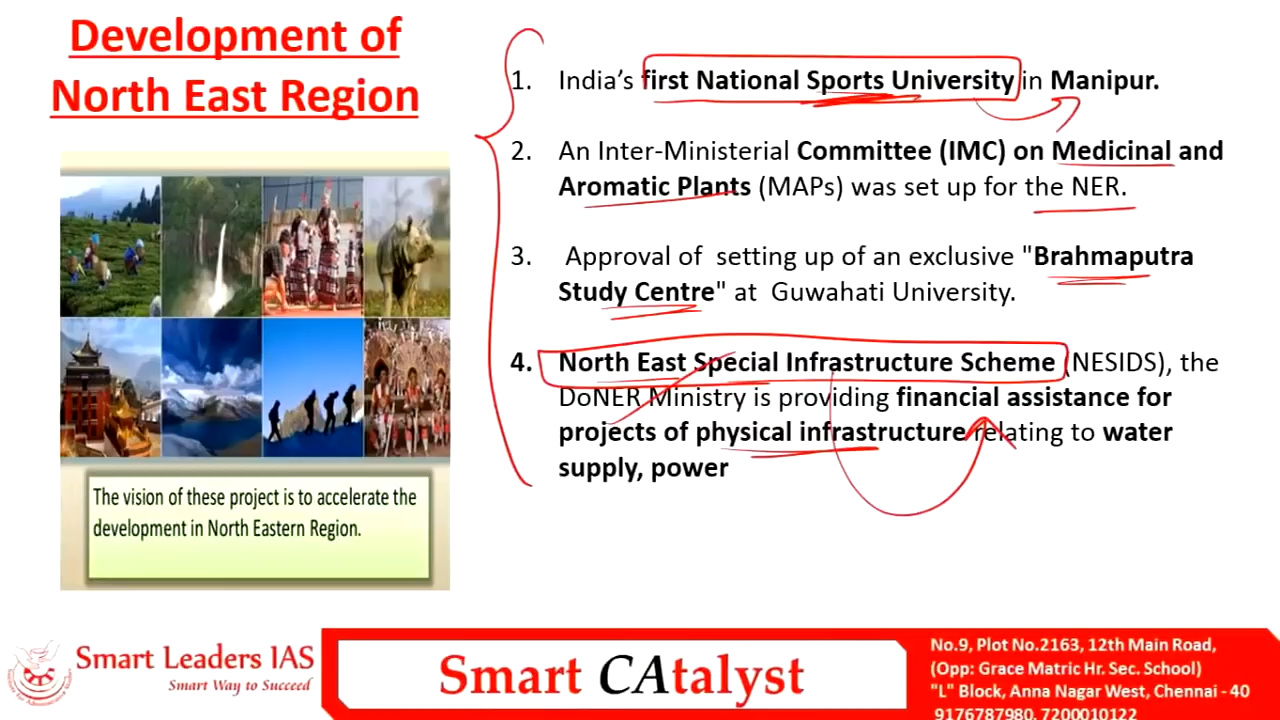 Development of
North East Region
The vision of these project is to accelerate the
development in North Eastern Region.
1. India's first National Sports University in Manipur.
2. An Inter-Ministerial Committee (IMC) on Medicinal and
Aromatic Plants (MAPs) was set up for the NER.
3. Approval of setting up of an exclusive "Brahmaputra
Study Centre" at Guwahati University.
4. North East Special Infrastructure Scheme (NESIDS), the
DoNER Ministry is providing financial assistance for
projects of physical infrastructure relating to water
supply, power
Smart Leaders IAS
Smart Way to Succeed
Smart CAtalyst
No.9, Plot No.2163, 12th Main Road,
(Opp: Grace Matric Hr. Sec. School)
"L" Block, Anna Nagar West, Chennai - 40
9176787980, 7200010122